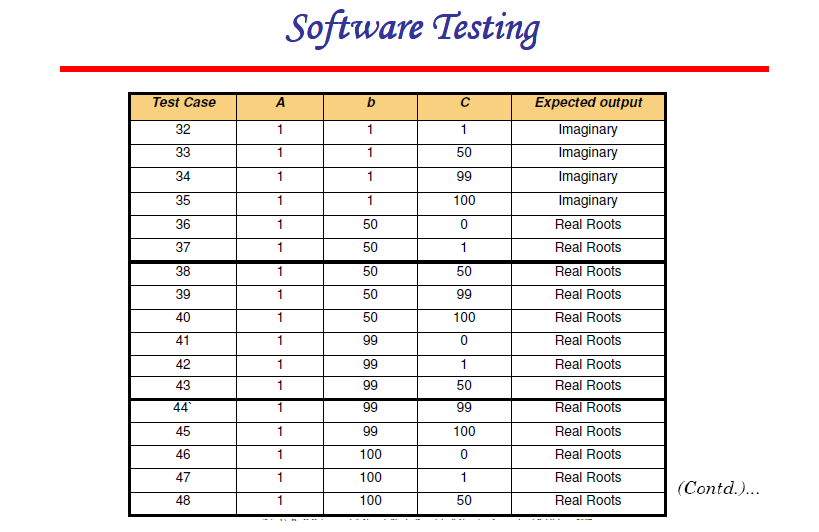 Software Testing
Test Case A b C Expected output
32 1 1 1 Imaginary
33 1 1 50 Imaginary
34 1 1 99 Imaginary
35 1 1 100 Imaginary
36 1 50 0 Real Roots
37 1 50 1 Real Roots
38 1 50 50 Real Roots
39 1 50 99 Real Roots
40 1 50 100 Real Roots
41 1 99 0 Real Roots
42 1 99 1 Real Roots
43 1 99 50 Real Roots
44` 1 99 99 Real Roots
45 1 99 100 Real Roots
46 1 100 0 Real Roots
47 1 100 1 Real Roots
48 1 100 50 Real Roots
(Contd.)...